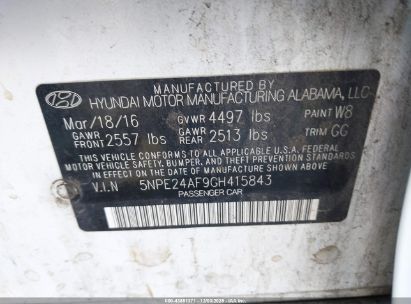 MANUFACTURED BY
HYUNDAI MOTOR MANUFACTURING ALABAMA, LLC
Mar/18/16 GVWR 4497 lbs PAINT W8
GAWR FRONT 2557 lbs GAWR REAR 2513 lbs TRIM GG
THIS VEHICLE CONFORMS TO ALL APPLICABLE U.S.A. FEDERAL
MOTOR VEHICLE SAFETY, BUMPER, AND THEFT PREVENTION
STANDARDS IN EFFECT ON THE DATE OF MANUFACTURE SHOWN ABOVE.
V.I.N 5NPE24AF9GH415843
PASSENGER CAR